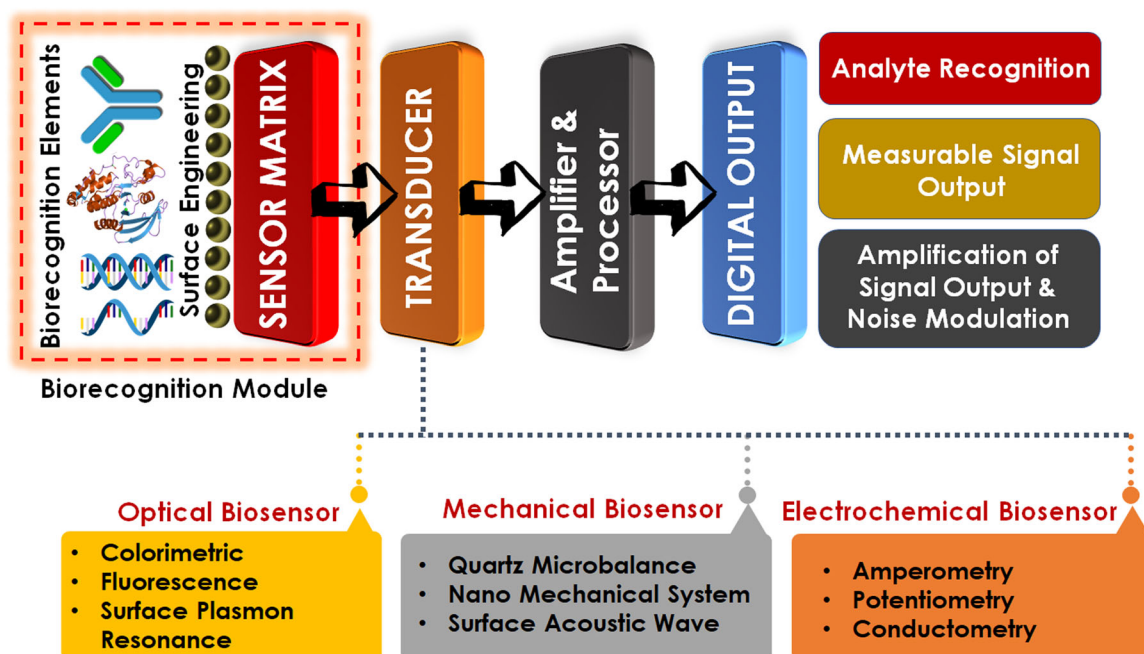 Biorecognition Elements
Surface Engineering
SENSOR MATRIX
TRANSDUCER
Amplifier &
Processor
DIGITAL OUTPUT
Analyte Recognition
Measurable Signal
Output
Amplification of
Signal Output &
Noise Modulation
Biorecognition Module
Optical Biosensor
• Colorimetric
• Fluorescence
• Surface Plasmon
Resonance
Mechanical Biosensor
• Quartz Microbalance
• Nano Mechanical System
• Surface Acoustic Wave
Electrochemical Biosensor
• Amperometry
• Potentiometry
• Conductometry